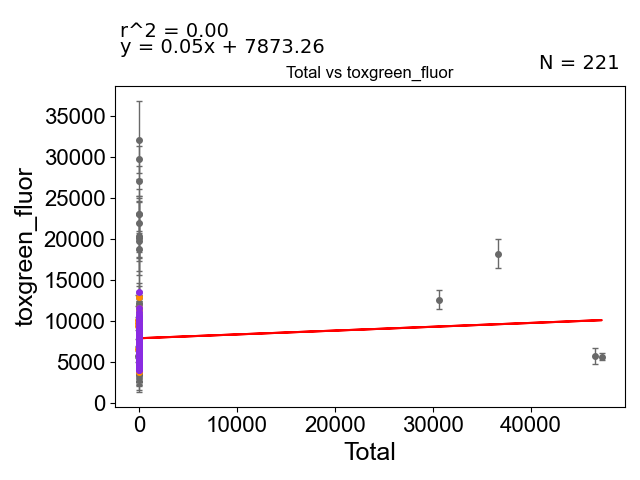 r^2 = 0.00
y = 0.05x + 7873.26
N = 221
Total vs toxgreen_fluor
35000
30000
25000
20000
15000
10000
5000
0
toxgreen_fluor
0 10000 20000 30000 40000
Total